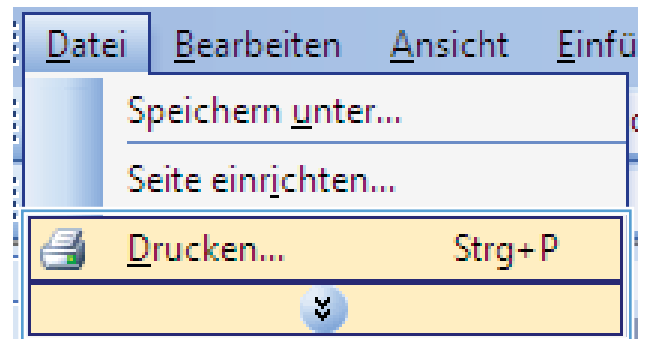 Datei Bearbeiten Ansicht Einfü
Speichern unter...
Seite einrichten...
Drucken... Strg+P